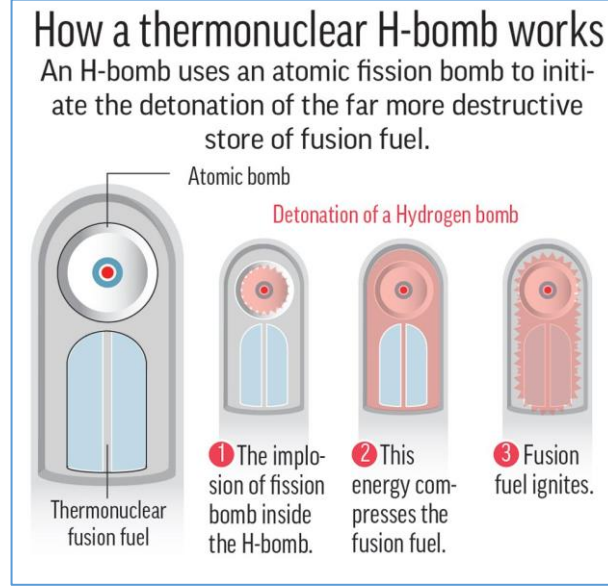 How a thermonuclear H-bomb works
An H-bomb uses an atomic fission bomb to initi-
ate the detonation of the far more destructive
store of fusion fuel.
Atomic bomb
Detonation of a Hydrogen bomb
Thermonuclear
fusion fuel
1 The implo-
sion of fission
bomb inside
the H-bomb.
2 This
energy com-
presses the
fusion fuel.
3 Fusion
fuel ignites.